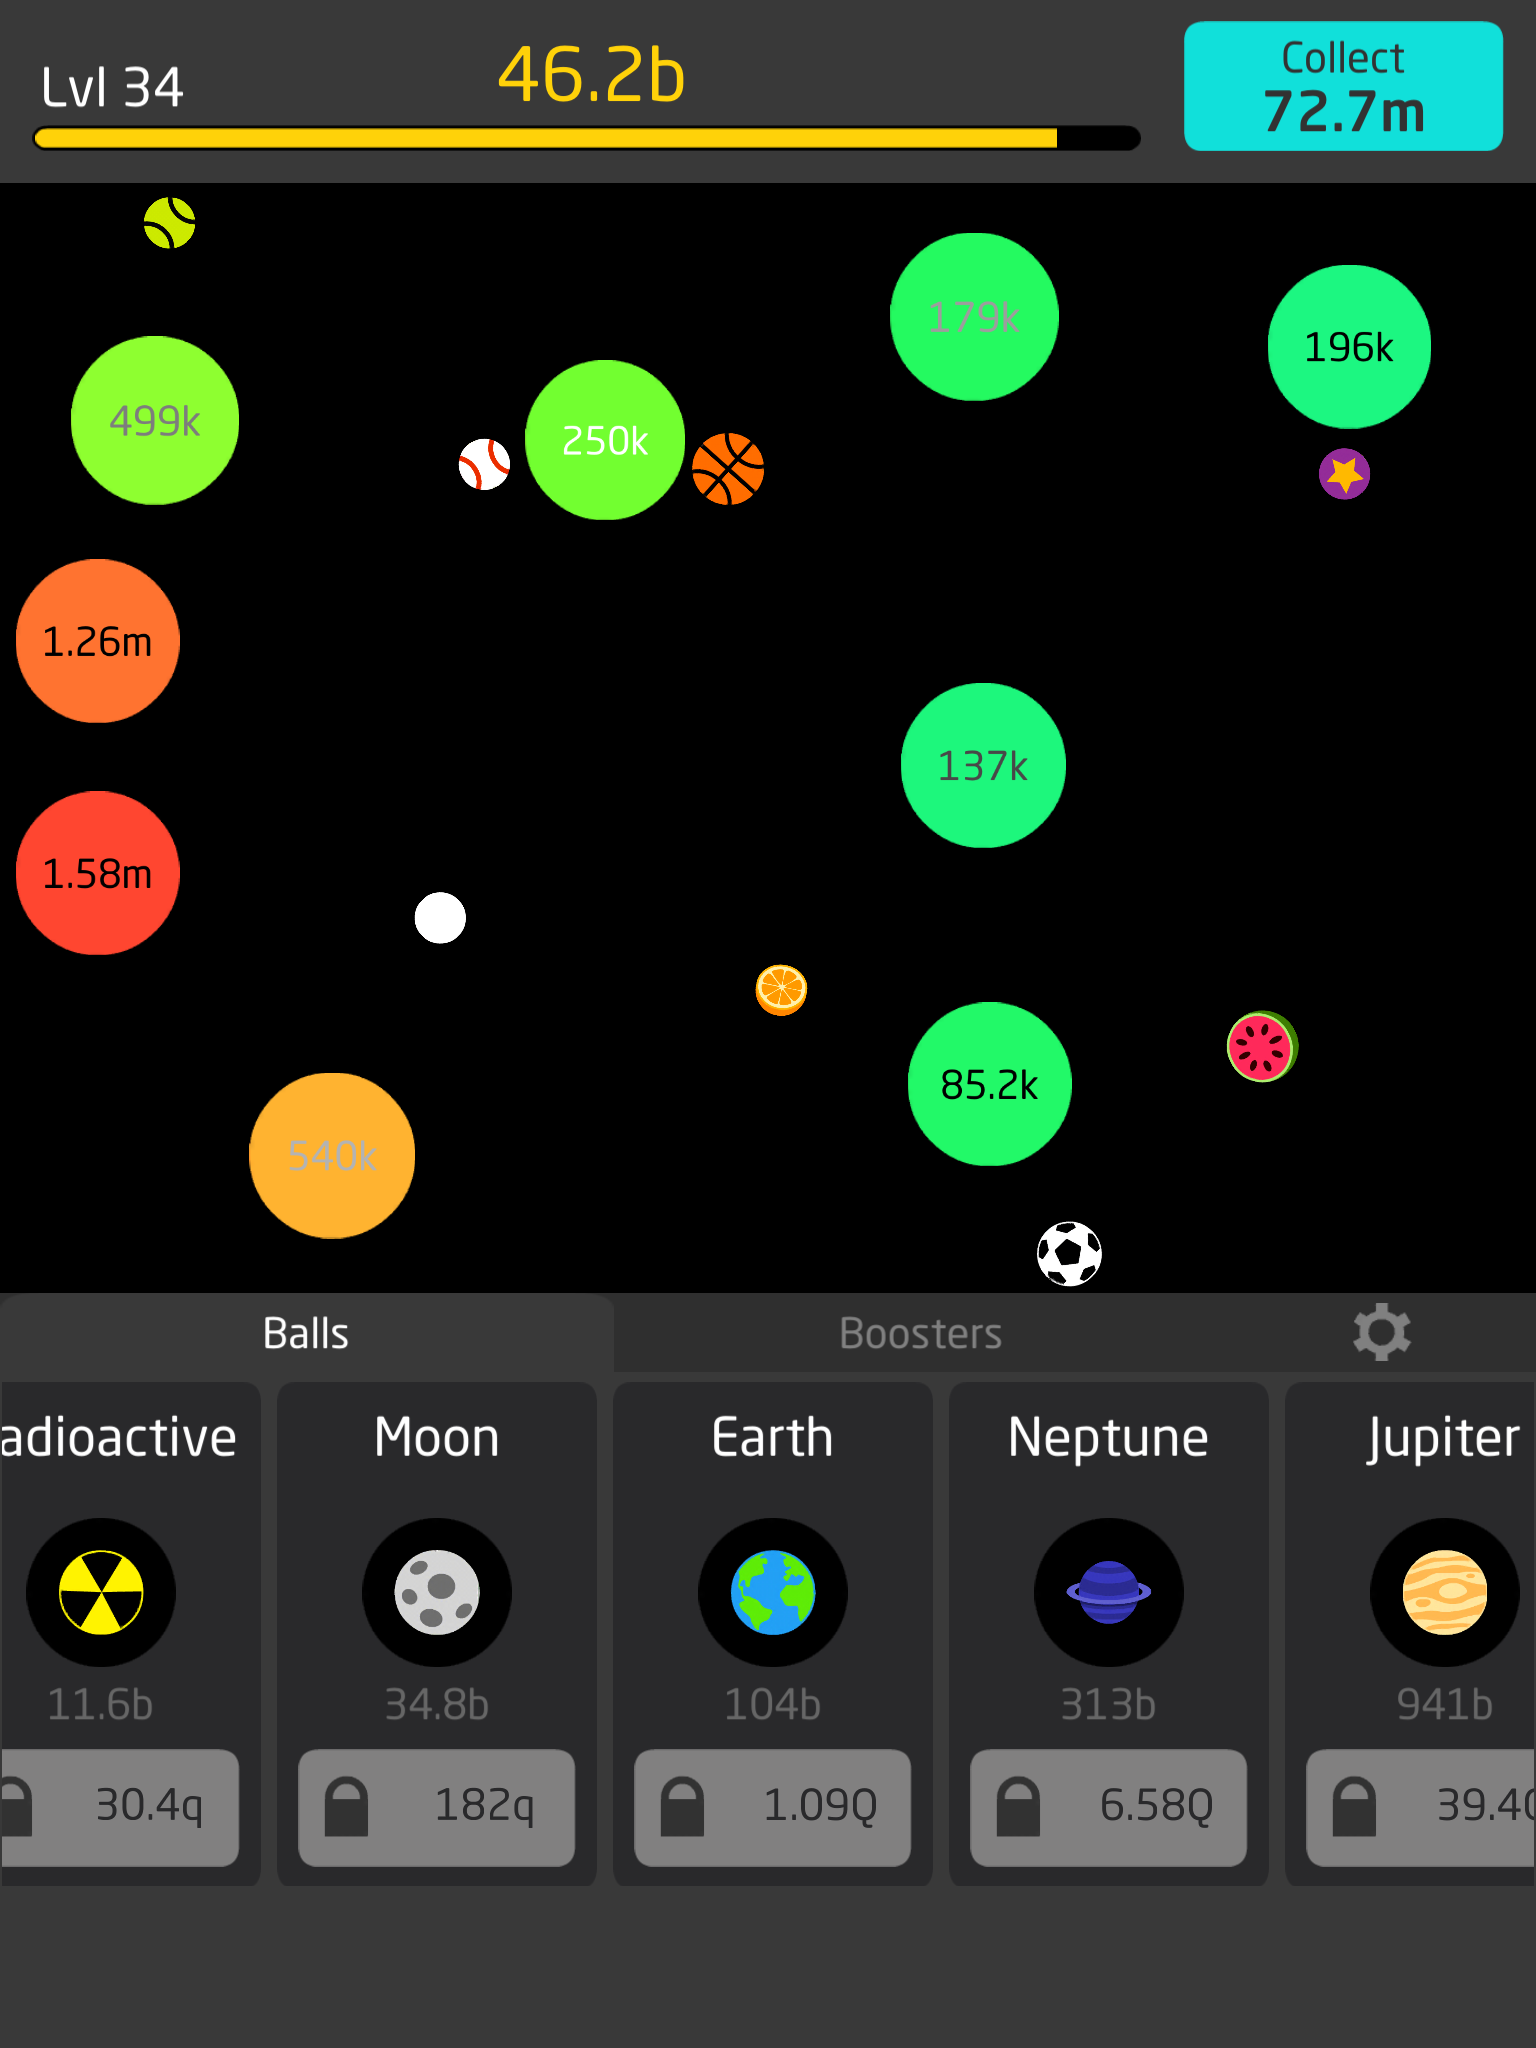 Lvl 34
46.2b
Collect
72.7m
179k
196k
499k
250k
1.26m
137k
1.58m
85.2k
540k
Balls
Boosters
adioactive
Moon
Earth
Neptune
Jupiter
11.6b
34.8b
104b
313b
941b
30.4q
182q
1.09Q
6.58Q
39.4Q